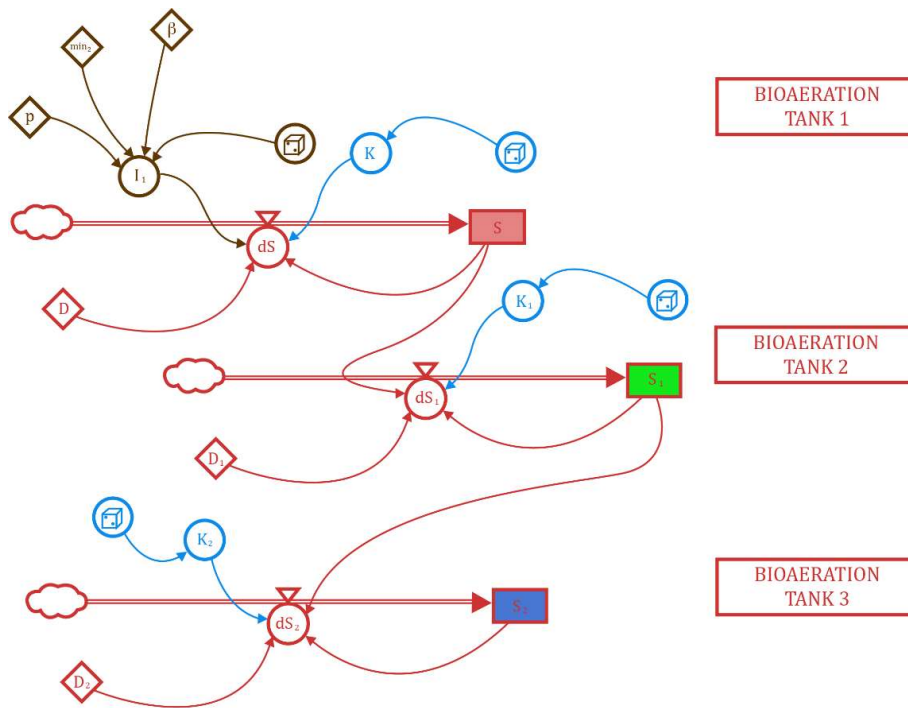 β
min₂
p
BIOAERATION
TANK 1
K
I₁
S
dS
D
K₁
BIOAERATION
TANK 2
S₁
dS₁
D₁
K₂
BIOAERATION
TANK 3
S₂
dS₂
D₂